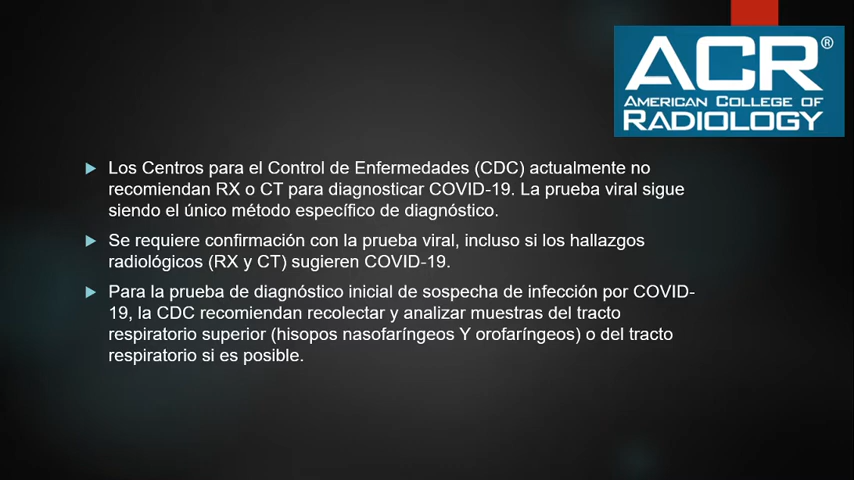 ACR®
AMERICAN COLLEGE OF
RADIOLOGY
Los Centros para el Control de Enfermedades (CDC) actualmente no
recomiendan RX o CT para diagnosticar COVID-19. La prueba viral sigue
siendo el único método específico de diagnóstico.
Se requiere confirmación con la prueba viral, incluso si los hallazgos
radiológicos (RX y CT) sugieren COVID-19.
Para la prueba de diagnóstico inicial de sospecha de infección por COVID-
19, la CDC recomiendan recolectar y analizar muestras del tracto
respiratorio superior (hisopos nasofaríngeos Y orofaríngeos) o del tracto
respiratorio si es posible.